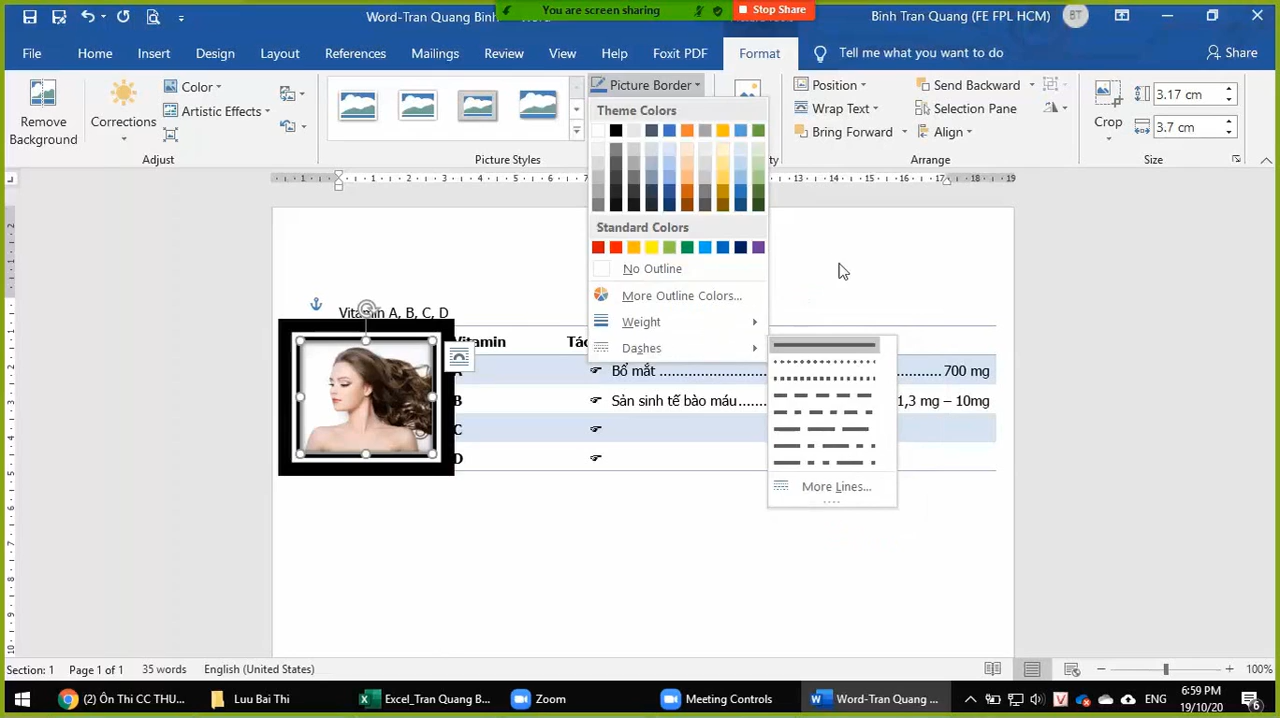 Word-Tran Quang Binh - Word
You are screen sharing
Stop Share
Binh Tran Quang (FE FPL HCM)
BT
File
Home
Insert
Design
Layout
References
Mailings
Review
View
Help
Foxit PDF
Format
Tell me what you want to do
Share
Remove
Background
Corrections
Color
Artistic Effects
Adjust
Picture Styles
Picture Border
Position
Wrap Text
Bring Forward
Send Backward
Selection Pane
Align
Arrange
Crop
3.17 cm
3.7 cm
Size
Theme Colors
Standard Colors
No Outline
More Outline Colors...
Weight
Dashes
More Lines...
Vitamin A, B, C, D
Vitamin
A
☞ Bổ mắt ............ 700 mg
B
☞ Sản sinh tế bào máu............ 1,3 mg – 10mg
C
☞
D
☞
Section: 1
Page 1 of 1
35 words
English (United States)
100%
(2) Ôn Thi CC THU...
Luu Bai Thi
Excel_Tran Quang B...
Zoom
Meeting Controls
Word-Tran Quang ...
ENG
6:59 PM
19/10/20
6